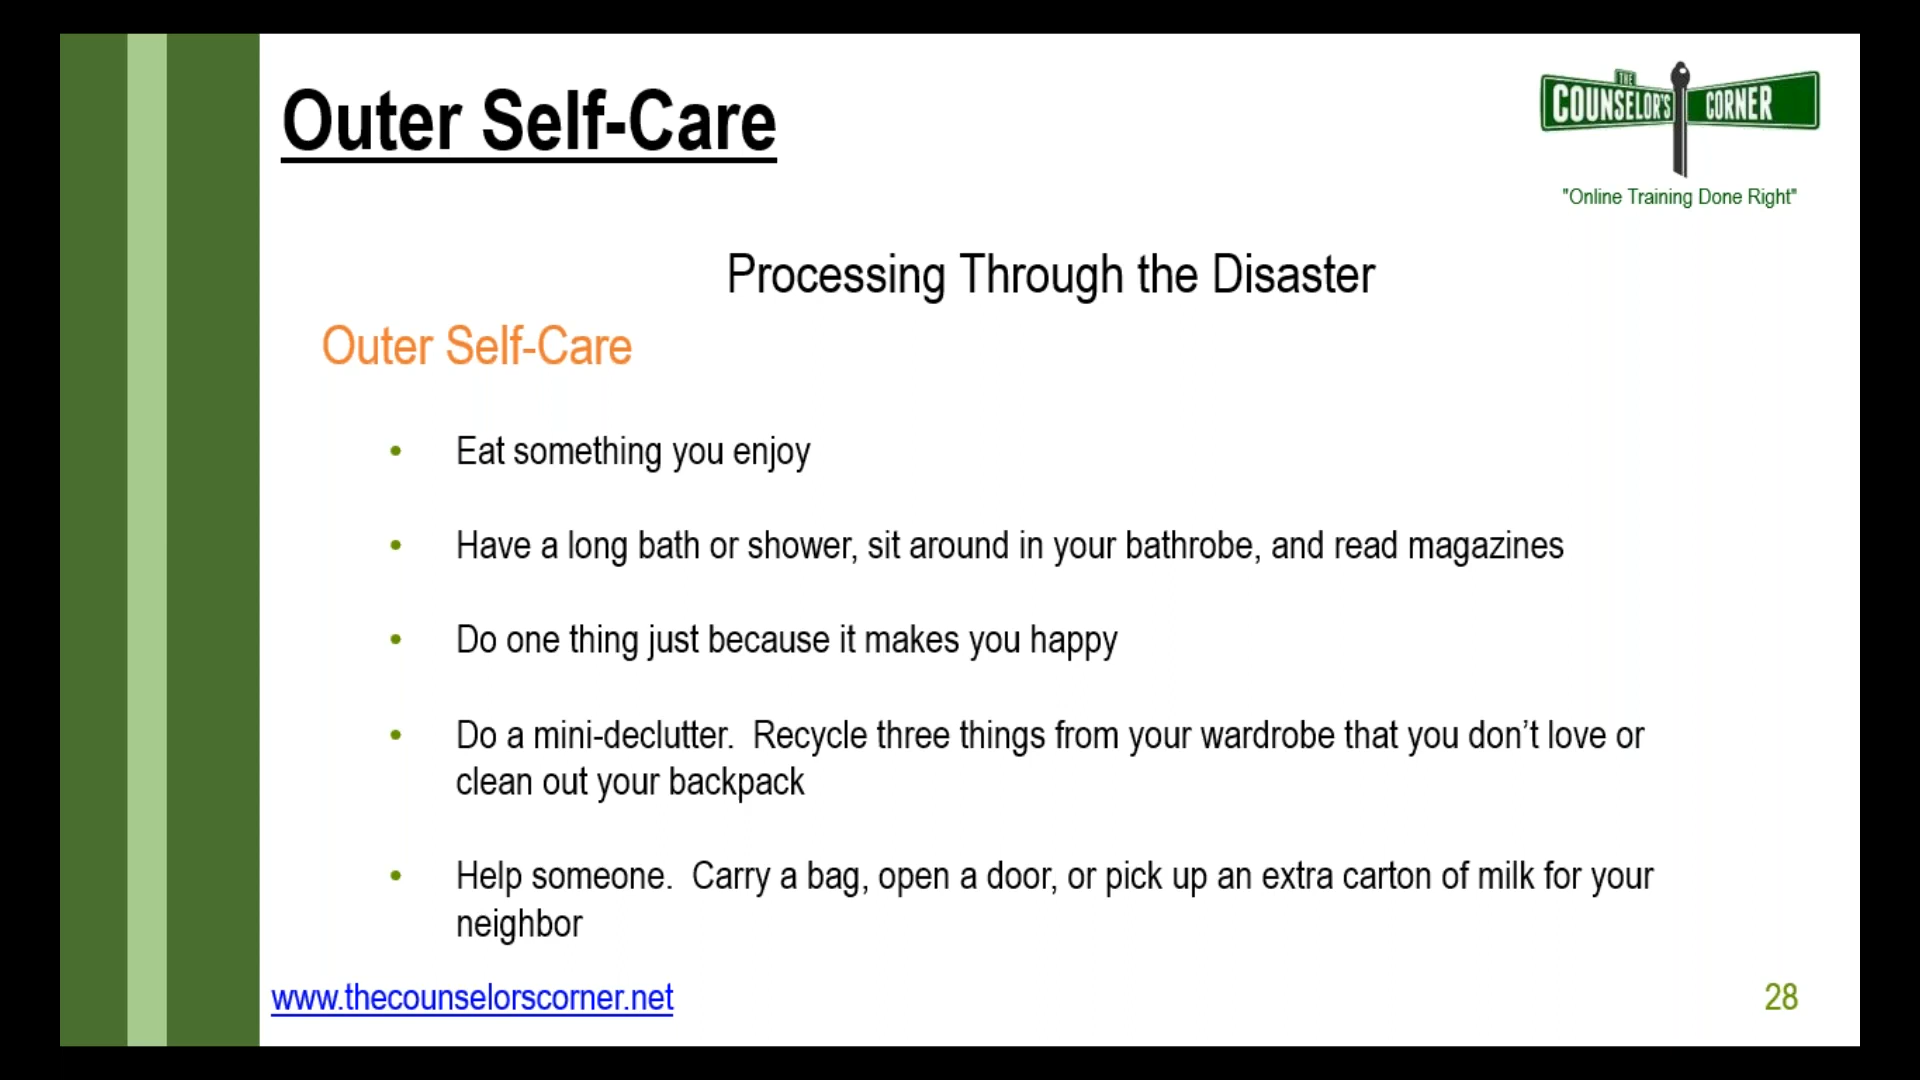 Outer Self-Care
THE
COUNSELOR'S CORNER
"Online Training Done Right"
Processing Through the Disaster
Outer Self-Care
• Eat something you enjoy
• Have a long bath or shower, sit around in your bathrobe, and read magazines
• Do one thing just because it makes you happy
• Do a mini-declutter.  Recycle three things from your wardrobe that you don’t love or
clean out your backpack
• Help someone.  Carry a bag, open a door, or pick up an extra carton of milk for your
neighbor
www.thecounselorscorner.net
28